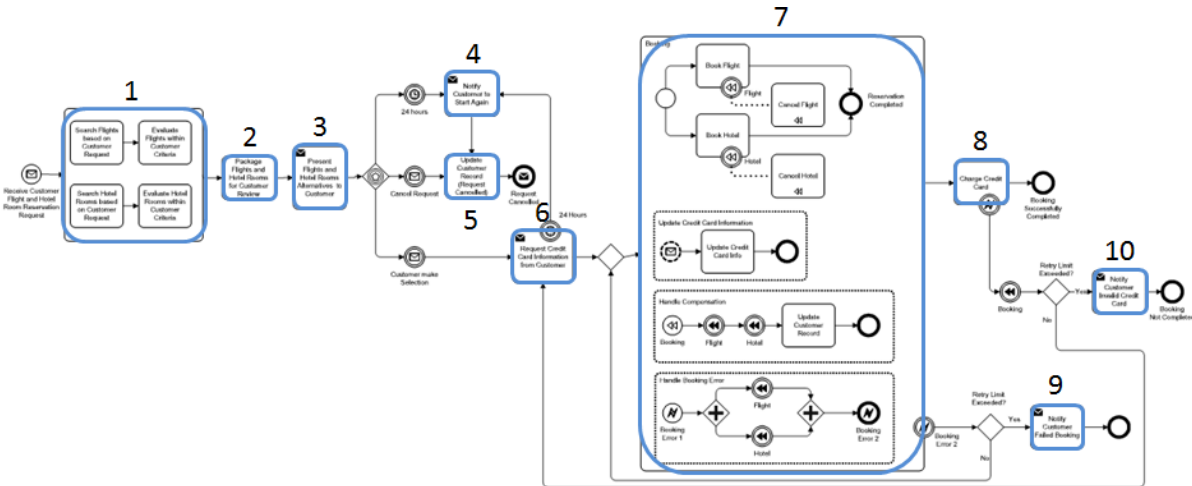 1
Search Flights
based on
Customer
Request
Evaluate
Flights within
Customer
Criteria
Search Hotel
Rooms based on
Customer
Request
Evaluate Hotel
Rooms within
Customer
Criteria
Receive Customer
Flight and Hotel
Room Reservation
Request
2
Package
Flights and
Hotel Rooms
for Customer
Review
3
Present
Flights and
Hotel Rooms
Alternatives to
Customer
24 hours
4
Notify
Customer to
Start Again
Cancel Request
Update
Customer
Record
(Request
Cancelled)
5
Request
Cancelled
Customer make
Selection
6
24 Hours
Request Credit
Card Information
from Customer
7
Booking
Book Flight
Flight
Cancel Flight
Book Hotel
Hotel
Cancel Hotel
Reservation
Completed
Update Credit Card Information
Update Credit
Card Info
Handle Compensation
Booking
Flight
Hotel
Update
Customer
Record
Handle Booking Error
Booking
Error 1
Flight
Hotel
Booking
Error 2
8
Charge Credit
Card
Booking
Successfully
Completed
Booking
Retry Limit
Exceeded?
Yes
No
10
Notify
Customer
Invalid Credit
Card
Booking
Not Completed
Booking
Error 2
Retry Limit
Exceeded?
Yes
No
9
Notify
Customer
Failed Booking